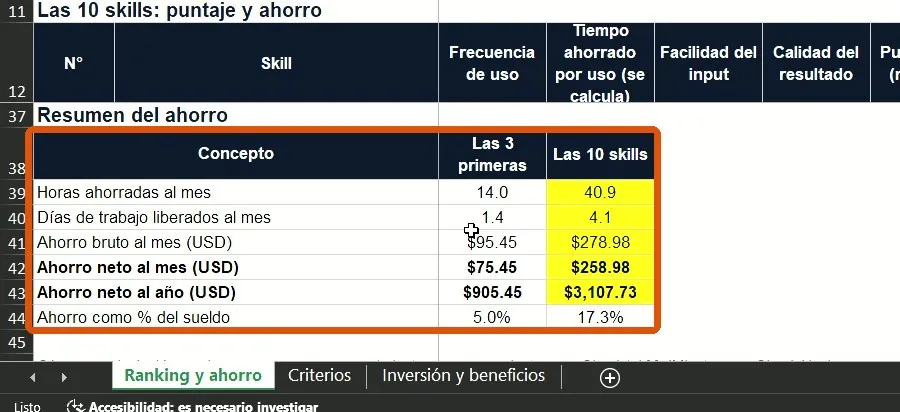 11 Las 10 skills: puntaje y ahorro
12 N° Skill Frecuencia de uso Tiempo ahorrado por uso (se calcula) Facilidad del input Calidad del resultado
37 Resumen del ahorro
38 Concepto Las 3 primeras Las 10 skills
39 Horas ahorradas al mes 14.0 40.9
40 Días de trabajo liberados al mes 1.4 4.1
41 Ahorro bruto al mes (USD) $95.45 $278.98
42 Ahorro neto al mes (USD) $75.45 $258.98
43 Ahorro neto al año (USD) $905.45 $3,107.73
44 Ahorro como % del sueldo 5.0% 17.3%
45
Ranking y ahorro Criterios Inversión y beneficios
Listo Accesibilidad: es necesario investigar